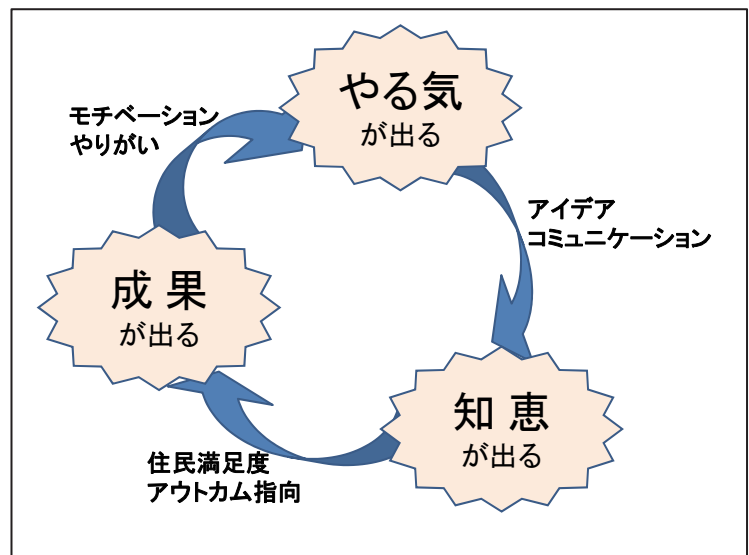 やる気
が出る
モチベーション
やりがい
アイデア
コミュニケーション
成 果
が出る
知 恵
が出る
住民満足度
アウトカム指向